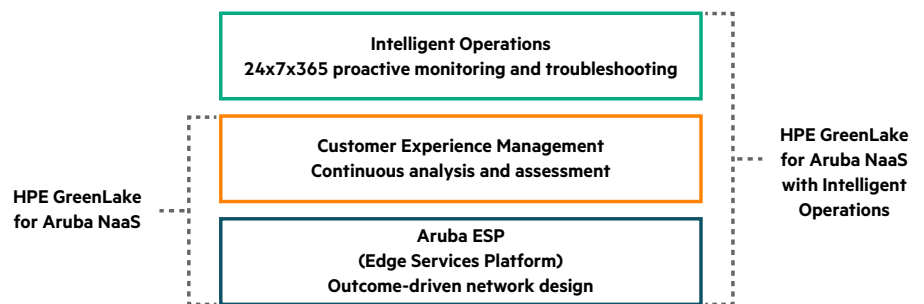 Intelligent Operations
24x7x365 proactive monitoring and troubleshooting
Customer Experience Management
Continuous analysis and assessment
Aruba ESP
(Edge Services Platform)
Outcome-driven network design
HPE GreenLake
for Aruba NaaS
HPE GreenLake
for Aruba NaaS
with Intelligent
Operations